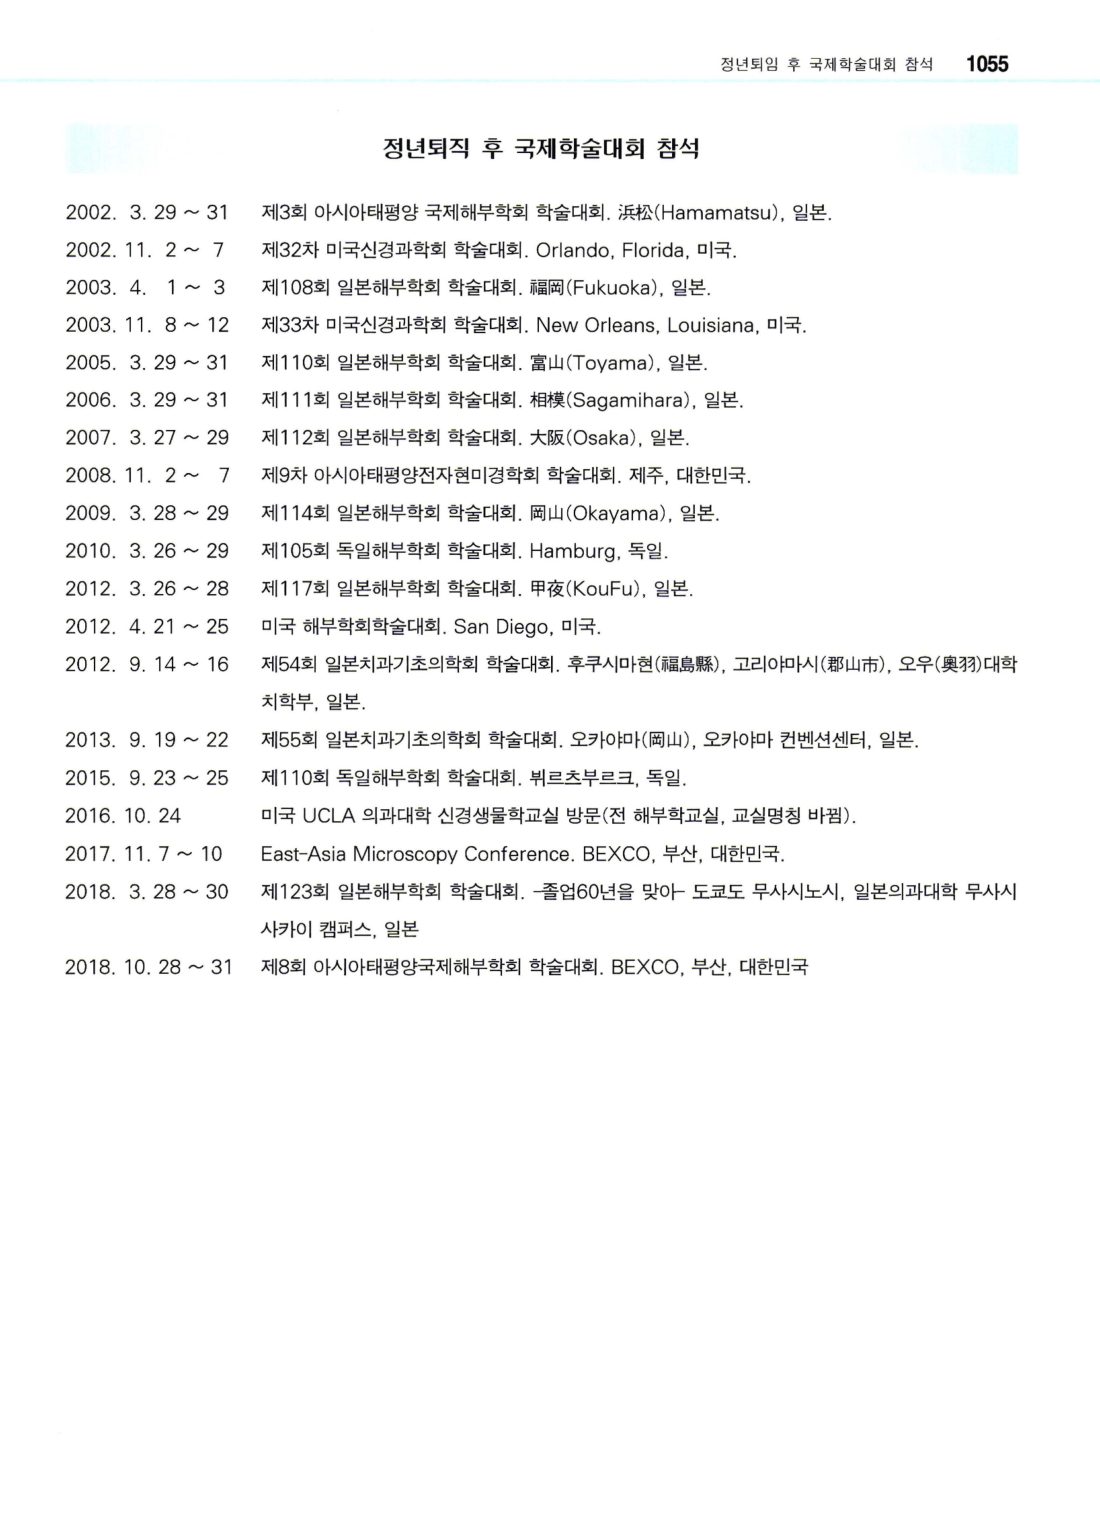 정년퇴임 후 국제학술대회 참석 1055
정년퇴직 후 국제학술대회 참석
2002. 3. 29 ~ 31 제3회 아시아태평양 국제해부학회 학술대회. 浜松(Hamamatsu), 일본.
2002. 11. 2 ~ 7 제32차 미국신경과학회 학술대회. Orlando, Florida, 미국.
2003. 4. 1 ~ 3 제108회 일본해부학회 학술대회. 福岡(Fukuoka), 일본.
2003. 11. 8 ~ 12 제33차 미국신경과학회 학술대회. New Orleans, Louisiana, 미국.
2005. 3. 29 ~ 31 제110회 일본해부학회 학술대회. 富山(Toyama), 일본.
2006. 3. 29 ~ 31 제111회 일본해부학회 학술대회. 相模(Sagamihara), 일본.
2007. 3. 27 ~ 29 제112회 일본해부학회 학술대회. 大阪(Osaka), 일본.
2008. 11. 2 ~ 7 제9차 아시아태평양전자현미경학회 학술대회. 제주, 대한민국.
2009. 3. 28 ~ 29 제114회 일본해부학회 학술대회. 岡山(Okayama), 일본.
2010. 3. 26 ~ 29 제105회 독일해부학회 학술대회. Hamburg, 독일.
2012. 3. 26 ~ 28 제117회 일본해부학회 학술대회. 甲夜(KouFu), 일본.
2012. 4. 21 ~ 25 미국 해부학회학술대회. San Diego, 미국.
2012. 9. 14 ~ 16 제54회 일본치과기초의학회 학술대회. 후쿠시마현(福島縣), 고리야마시(郡山市), 오우(奧羽)대학
치학부, 일본.
2013. 9. 19 ~ 22 제55회 일본치과기초의학회 학술대회. 오카야마(岡山), 오카야마 컨벤션센터, 일본.
2015. 9. 23 ~ 25 제110회 독일해부학회 학술대회. 뷔르츠부르크, 독일.
2016. 10. 24 미국 UCLA 의과대학 신경생물학교실 방문(전 해부학교실, 교실명칭 바뀜).
2017. 11. 7 ~ 10 East-Asia Microscopy Conference. BEXCO, 부산, 대한민국.
2018. 3. 28 ~ 30 제123회 일본해부학회 학술대회. -졸업60년을 맞아- 도쿄도 무사시노시, 일본의과대학 무사시
사카이 캠퍼스, 일본
2018. 10. 28 ~ 31 제8회 아시아태평양국제해부학회 학술대회. BEXCO, 부산, 대한민국